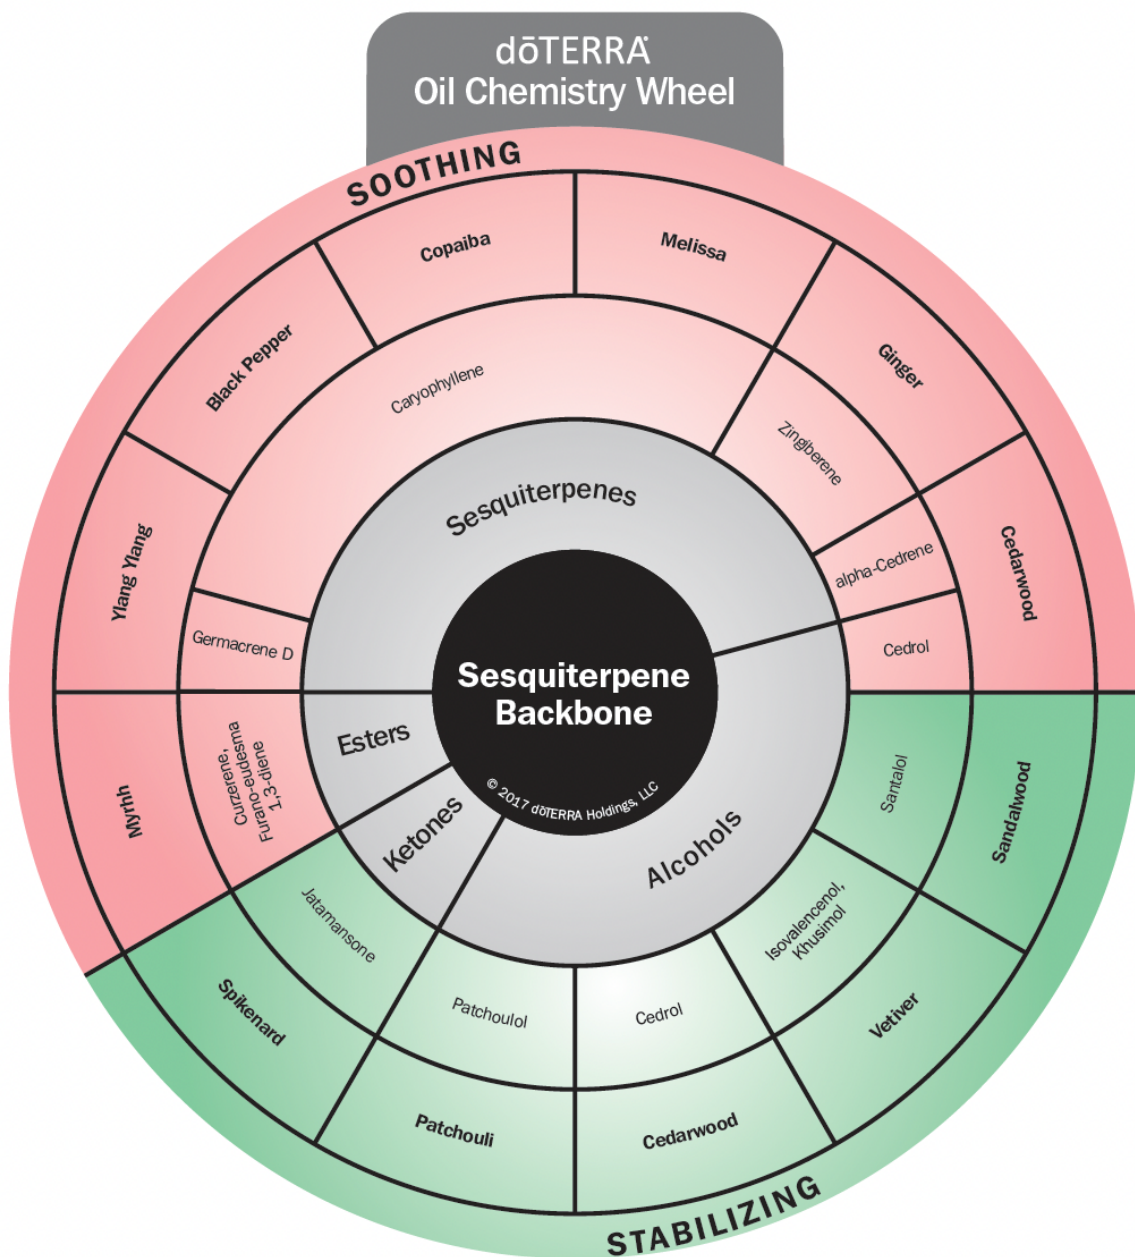 dōTERRA
Oil Chemistry Wheel
SOOTHING
Copaiba
Melissa
Black Pepper
Ginger
Caryophyllene
Zingiberene
Ylang Ylang
Cedarwood
Sesquiterpenes
alpha-Cedrene
Germacrene D
Cedrol
Sesquiterpene
Backbone
© 2017 dōTERRA Holdings, LLC
Esters
Ketones
Alcohols
Myrhh
Curzerene,
Furano-eudesma
1,3-diene
Santalol
Sandalwood
Jatamansone
Isovalencenol,
Khusimol
Spikenard
Patchoulol
Cedrol
Vetiver
Patchouli
Cedarwood
STABILIZING